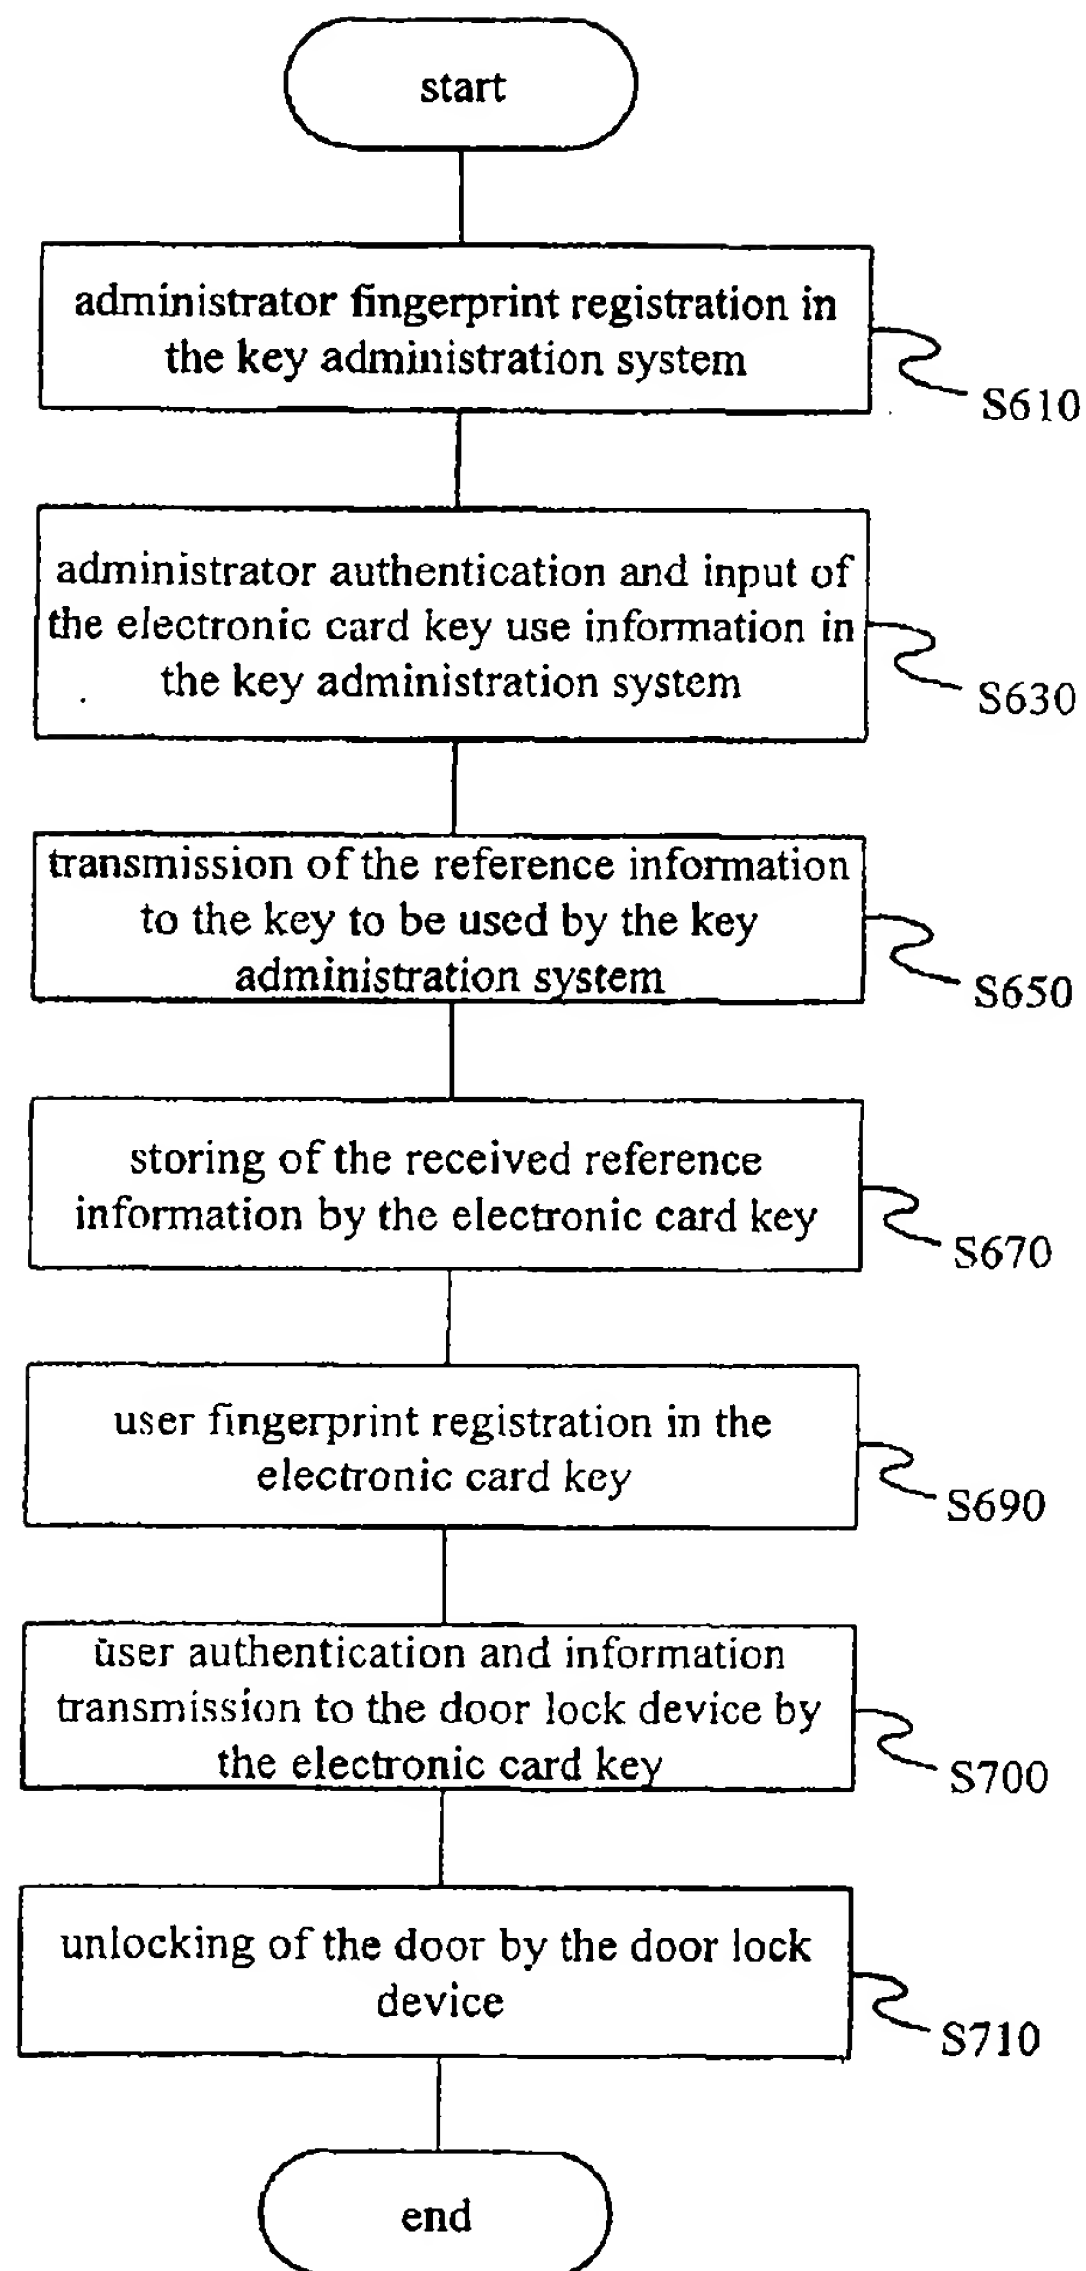 start
administrator fingerprint registration in
the key administration system
S610
administrator authentication and input of
the electronic card key use information in
the key administration system
S630
transmission of the reference information
to the key to be used by the key
administration system
S650
storing of the received reference
information by the electronic card key
S670
user fingerprint registration in the
electronic card key
S690
user authentication and information
transmission to the door lock device by
the electronic card key
S700
unlocking of the door by the door lock
device
S710
end